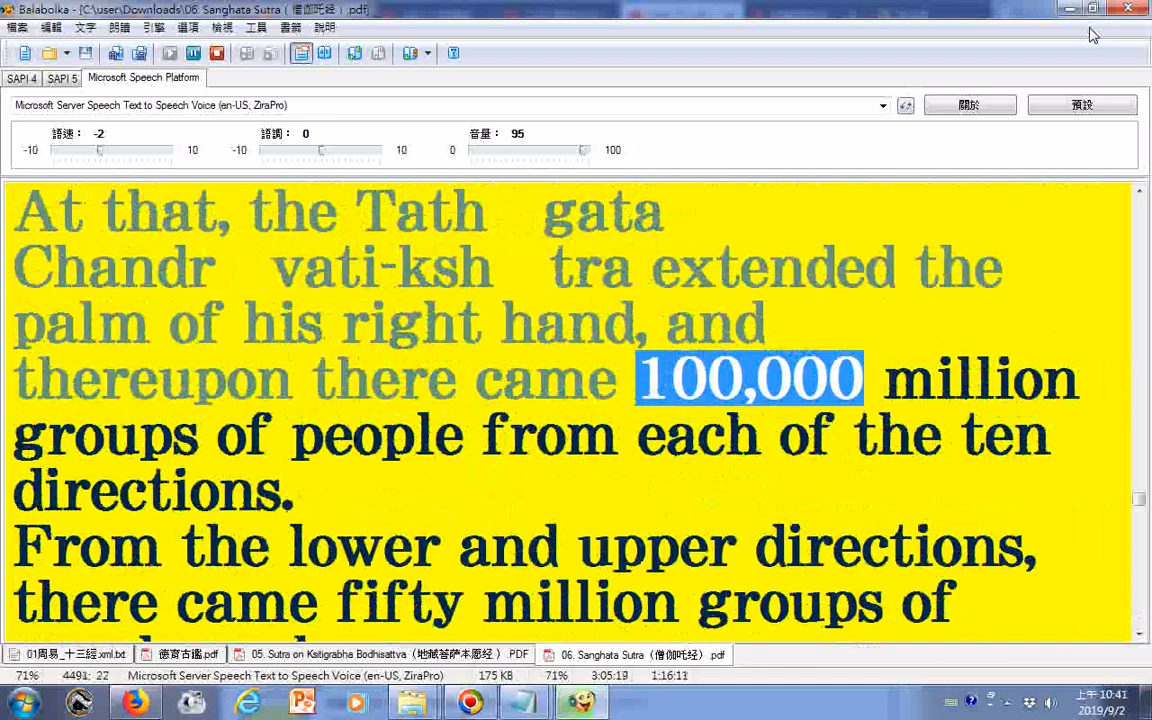 Balabolka - [C:\user\Downloads\06. Sanghata Sutra（僧伽吒经）.pdf]
檔案 編輯 文字 朗讀 引擎 選項 檢視 工具 書籤 說明
SAPI 4 SAPI 5 Microsoft Speech Platform
Microsoft Server Speech Text to Speech Voice (en-US, ZiraPro) 關於 預設
語速： -2 語調： 0 音量： 95
-10 10 -10 10 0 100
At that, the Tath gata
Chandr vati-ksh tra extended the
palm of his right hand, and
thereupon there came 100,000 million
groups of people from each of the ten
directions.
From the lower and upper directions,
there came fifty million groups of
01周易_十三經.xml.txt 德育古鑑.pdf 05. Sutra on Ksitigrabha Bodhisattva（地藏菩萨本愿经）.PDF 06. Sanghata Sutra（僧伽吒经）.pdf
71% 4491: 22 Microsoft Server Speech Text to Speech Voice (en-US, ZiraPro) 175 KB 71% 3:05:19 1:16:11
上午 10:41
2019/9/2